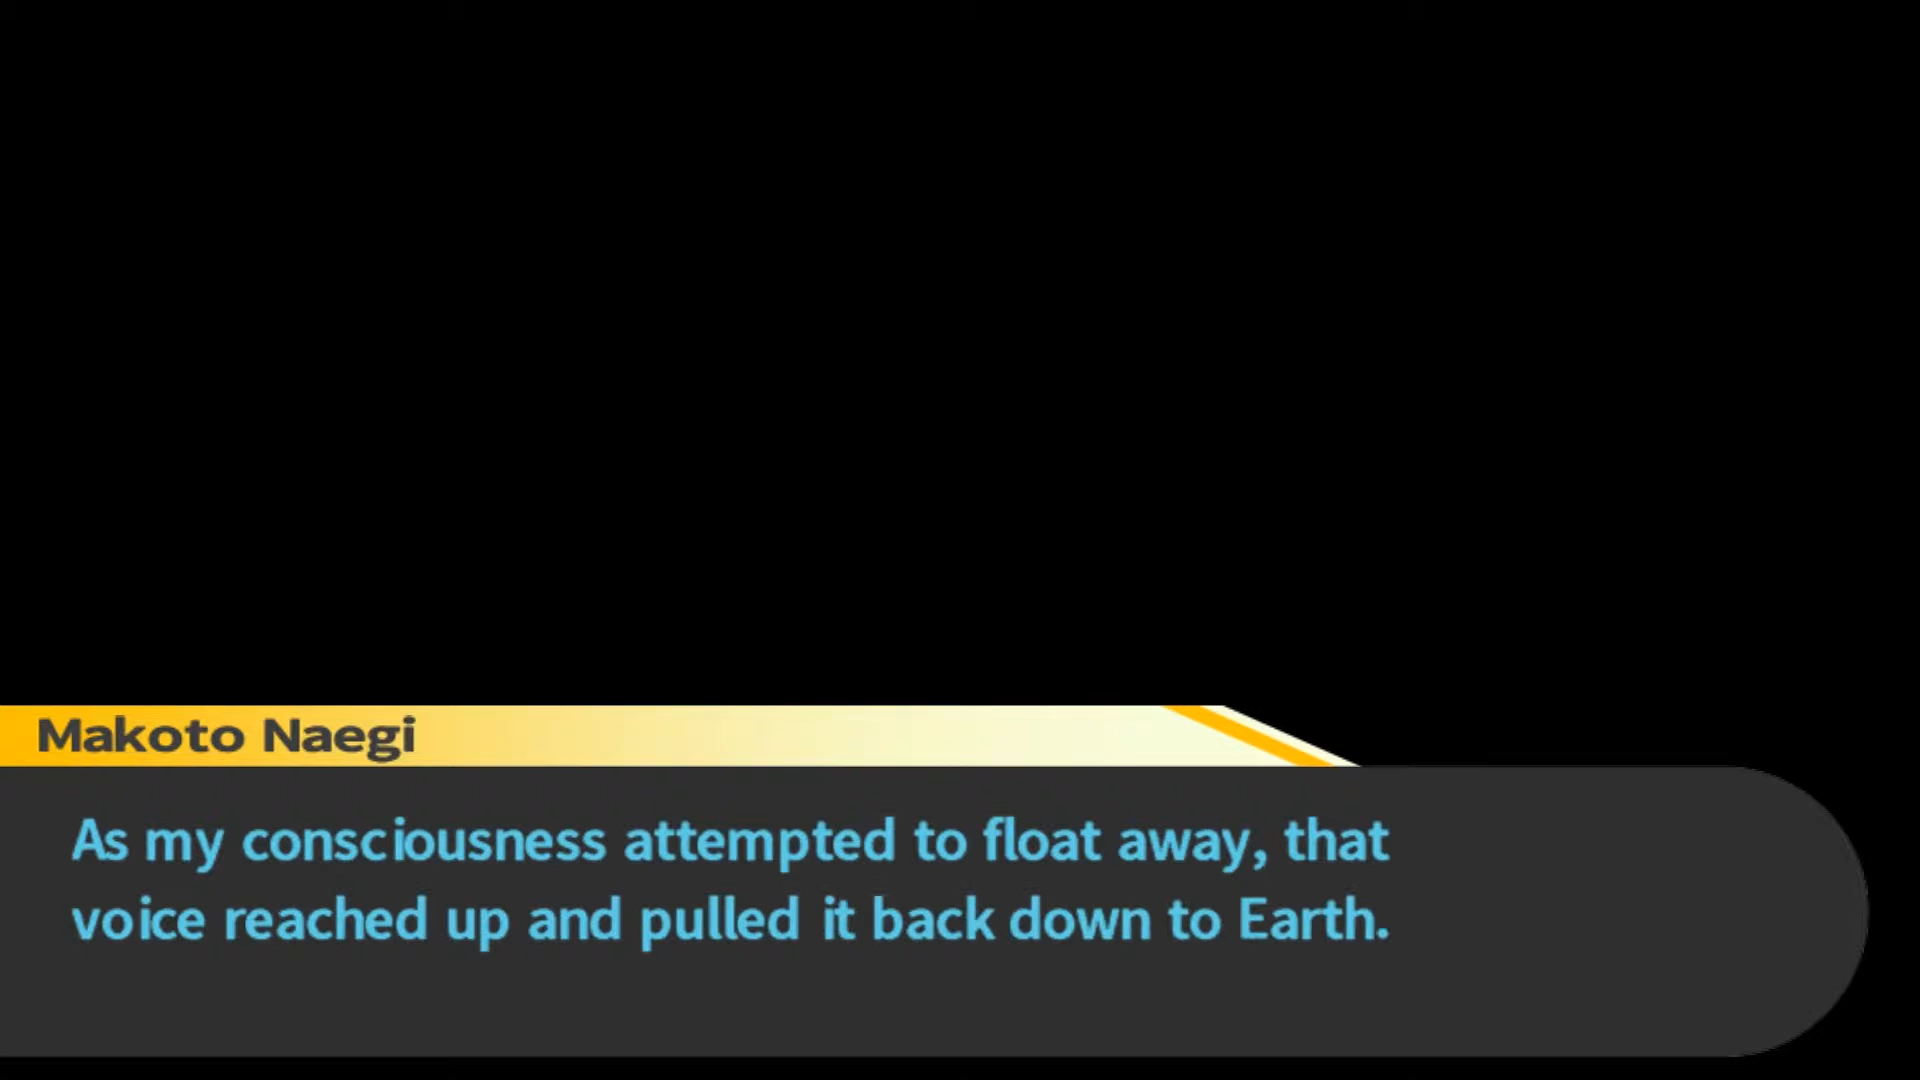 Makoto Naegi
As my consciousness attempted to float away, that
voice reached up and pulled it back down to Earth.